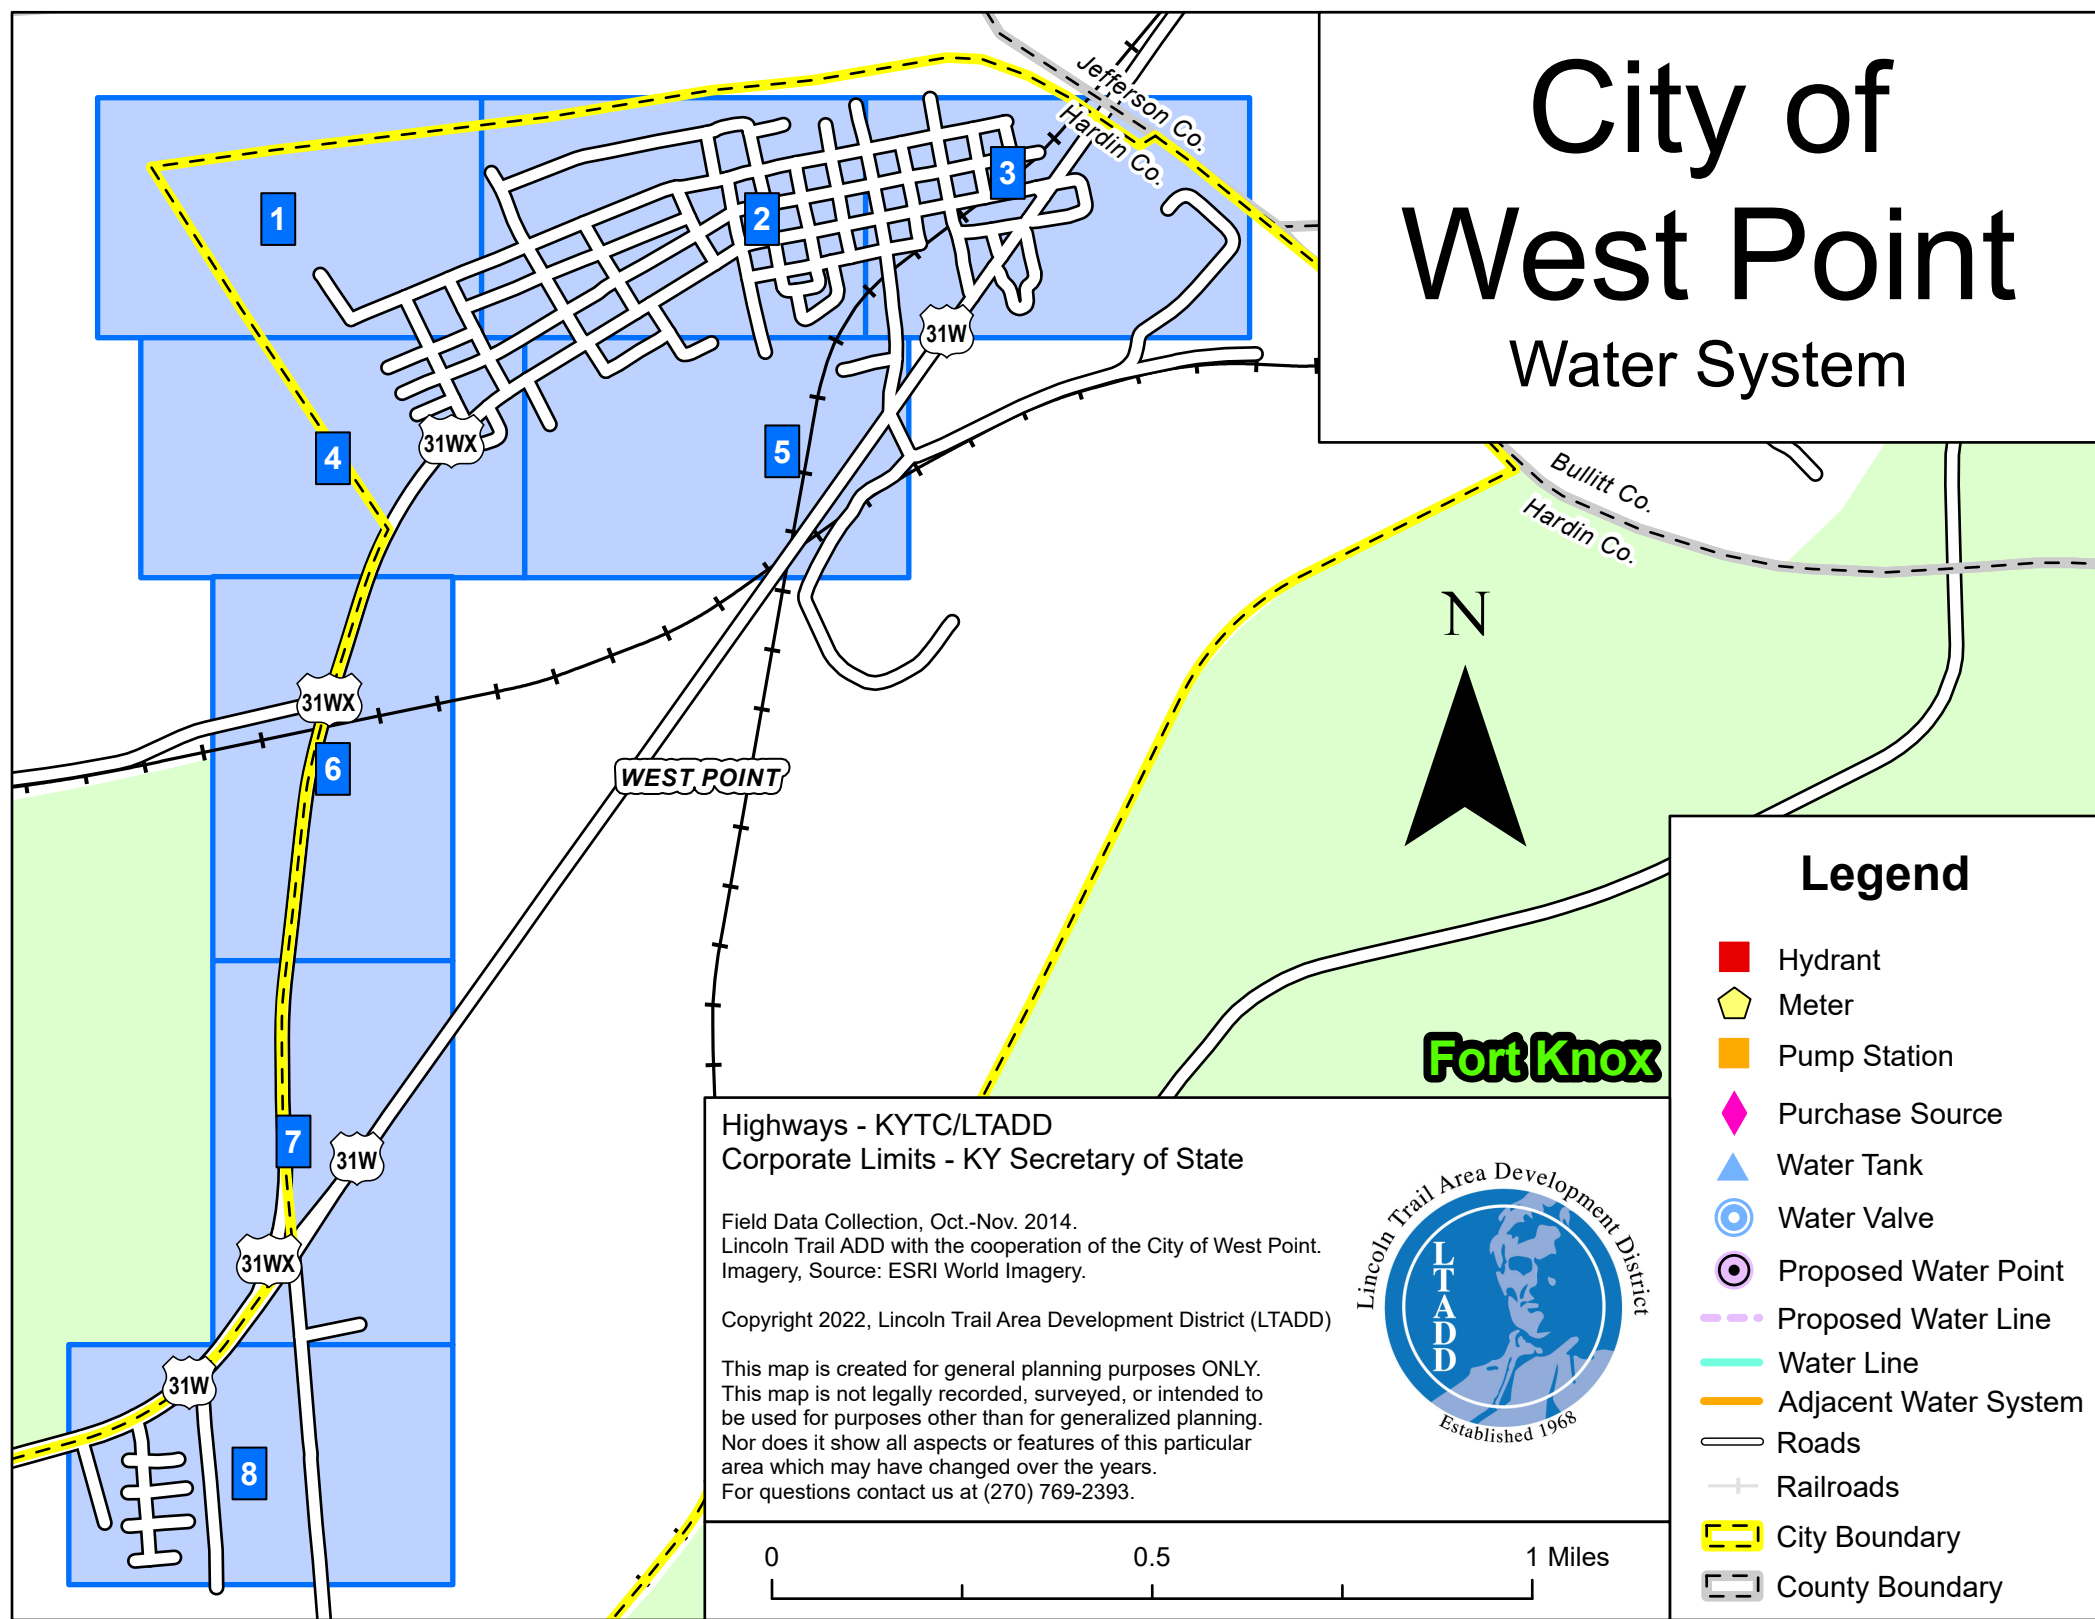 City of
West Point
Water System
Jefferson Co.
Hardin Co.
1
2
3
31W
31WX
4
5
Bullitt Co.
Hardin Co.
N
31WX
6
WEST POINT
Fort Knox
7
31W
31WX
31W
8
Legend
Hydrant
Meter
Pump Station
Purchase Source
Water Tank
Water Valve
Proposed Water Point
Proposed Water Line
Water Line
Adjacent Water System
Roads
Railroads
City Boundary
County Boundary
Highways - KYTC/LTADD
Corporate Limits - KY Secretary of State
Field Data Collection, Oct.-Nov. 2014.
Lincoln Trail ADD with the cooperation of the City of West Point.
Imagery, Source: ESRI World Imagery.
Copyright 2022, Lincoln Trail Area Development District (LTADD)
This map is created for general planning purposes ONLY.
This map is not legally recorded, surveyed, or intended to
be used for purposes other than for generalized planning.
Nor does it show all aspects or features of this particular
area which may have changed over the years.
For questions contact us at (270) 769-2393.
Lincoln Trail Area Development District
LTADD
Established 1968
0 0.5 1 Miles